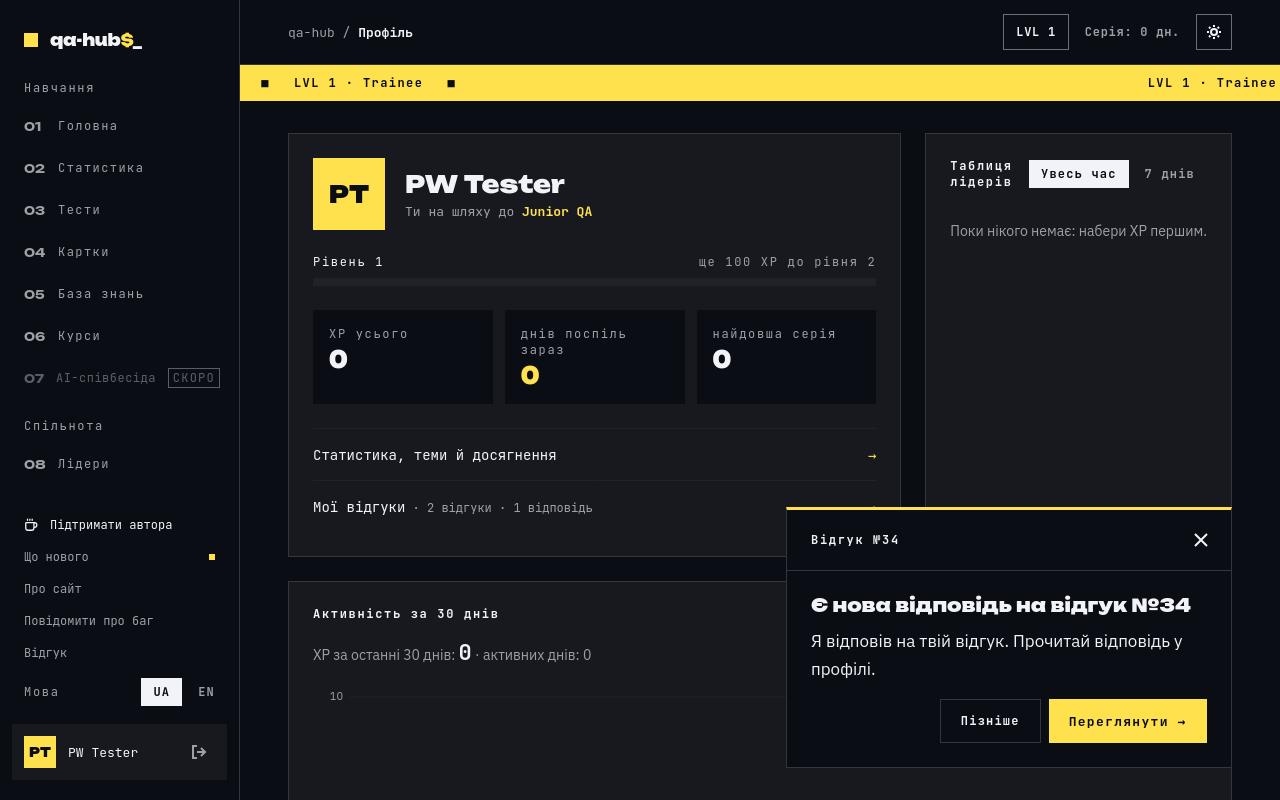 qa-hub$_
Навчання
01 Головна
02 Статистика
03 Тести
04 Картки
05 База знань
06 Курси
07 AI-співбесіда СКОРО
Спільнота
08 Лідери
Підтримати автора
Що нового
Про сайт
Повідомити про баг
Відгук
Мова UA EN
PT PW Tester
qa-hub / Профіль
LVL 1 Серія: 0 дн.
LVL 1 · Trainee LVL 1 · Trainee
PT
PW Tester
Ти на шляху до Junior QA
Рівень 1 ще 100 XP до рівня 2
XP усього
0
днів поспіль
зараз
0
найдовша серія
0
Статистика, теми й досягнення →
Мої відгуки · 2 відгуки · 1 відповідь
Таблиця
лідерів
Увесь час 7 днів
Поки нікого немає: набери XP першим.
Активність за 30 днів
XP за останні 30 днів: 0 · активних днів: 0
10
Відгук №34
Є нова відповідь на відгук №34
Я відповів на твій відгук. Прочитай відповідь у
профілі.
Пізніше Переглянути →